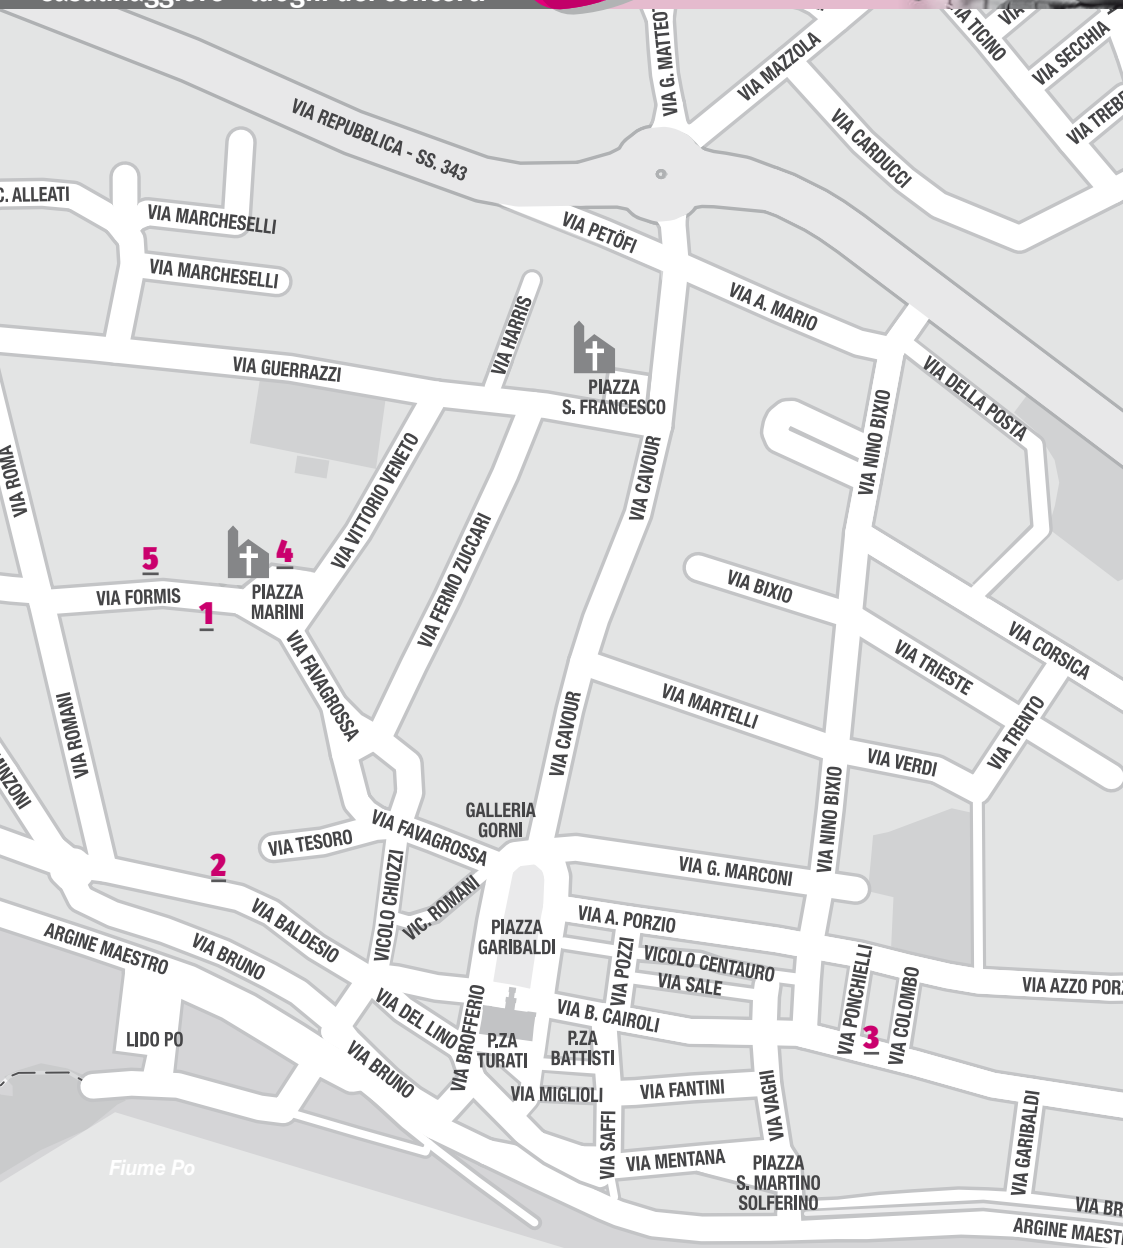 VIA G. MATTEO
VIA MAZZOLA
VIA TICINO
VIA
VIA SECCHIA
VIA CARDUCCI
VIA REPUBBLICA - SS. 343
C. ALLEATI
VIA MARCHESELLI
VIA MARCHESELLI
VIA PETÖFI
VIA A. MARIO
VIA HARRIS
VIA GUERRAZZI
PIAZZA
S. FRANCESCO
VIA DELLA POSTA
VIA NINO BIXIO
VIA ROMA
VIA VITTORIO VENETO
VIA CAVOUR
VIA FERMO ZUCCARI
5
4
VIA FORMIS
1
PIAZZA
MARINI
VIA BIXIO
VIA CORSICA
VIA TRIESTE
VIA FAVAGROSSA
VIA MARTELLI
VIA ROMANI
VIA CAVOUR
VIA TRENTO
VIA VERDI
VIA NINO BIXIO
GALLERIA
GORNI
VIA TESORO
VIA FAVAGROSSA
VIA G. MARCONI
2
VICOLO CHIOZZI
VIC. ROMANI
VIA BALDESIO
VIA A. PORZIO
PIAZZA
GARIBALDI
ARGINE MAESTRO
VIA BRUNO
VIA POZZI
VICOLO CENTAURO
VIA SALE
VIA AZZO
VIA PONCHIELLI
VIA COLOMBO
3
VIA DEL LINO
VIA BROFFERIO
VIA B. CAIROLI
LIDO PO
P.ZA
TURATI
P.ZA
BATTISTI
VIA BRUNO
VIA MIGLIOLI
VIA FANTINI
VIA VAGHI
VIA GARIBALDI
VIA SAFFI
VIA MENTANA
PIAZZA
S. MARTINO
SOLFERINO
Fiume Po
VIA BR
ARGINE MAEST